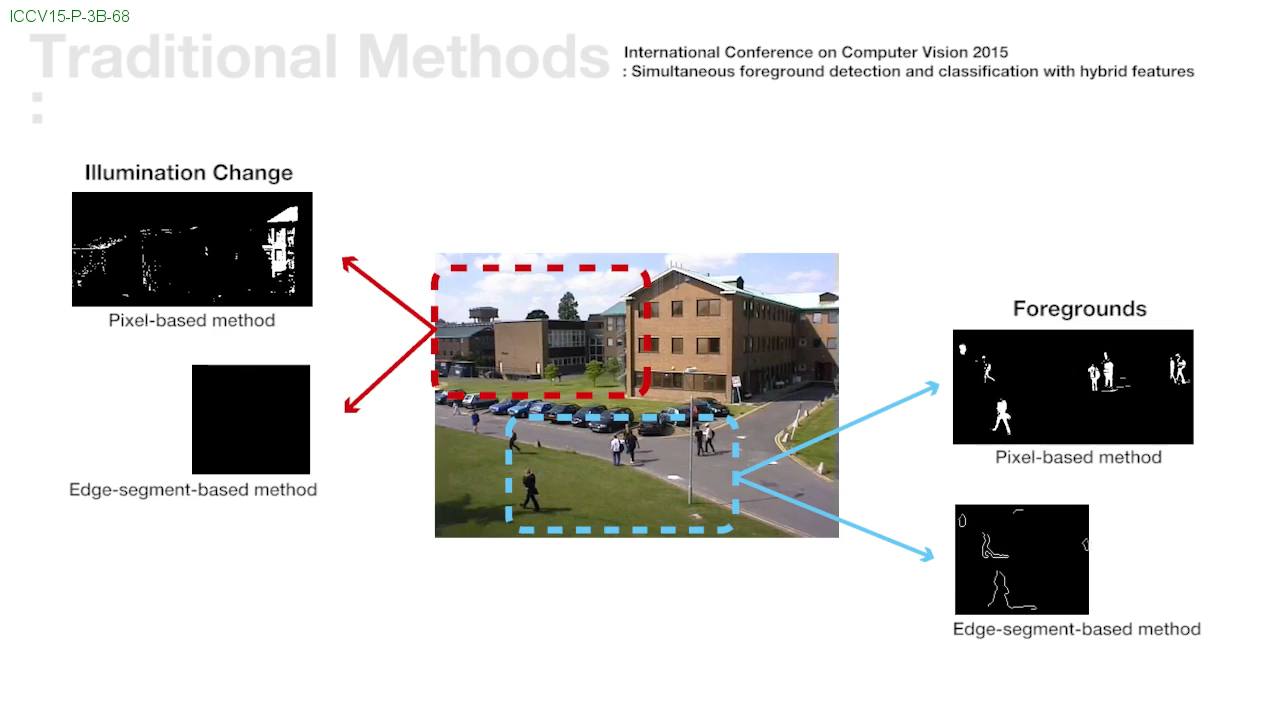 ICCV15-P-3B-68
Traditional Methods
:
International Conference on Computer Vision 2015
: Simultaneous foreground detection and classification with hybrid features
Illumination Change
Pixel-based method
Edge-segment-based method
Foregrounds
Pixel-based method
Edge-segment-based method